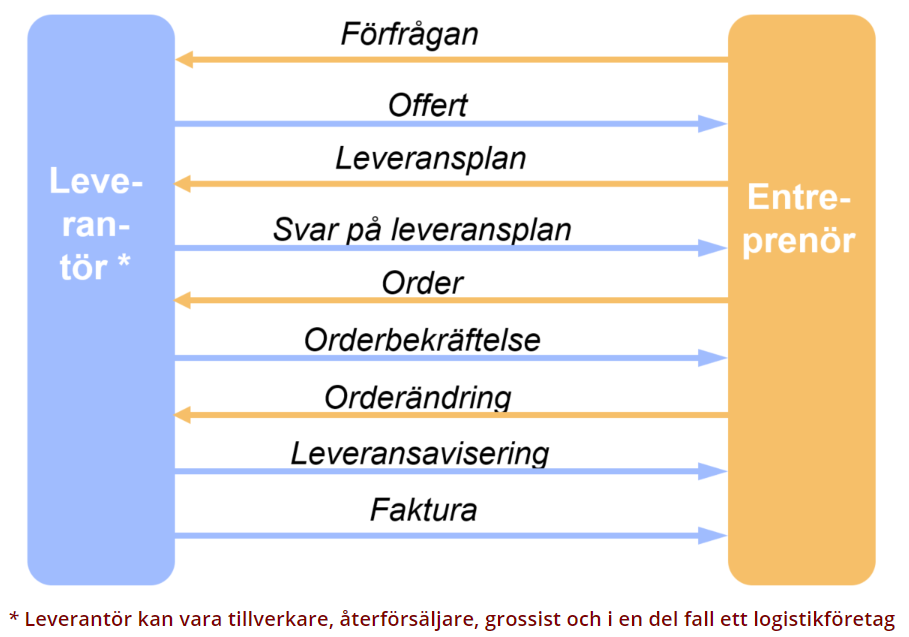 Förfrågan
Offert
Leveransplan
Leve-
ran-
tör *
Entre-
prenör
Svar på leveransplan
Order
Orderbekräftelse
Orderändring
Leveransavisering
Faktura
* Leverantör kan vara tillverkare, återförsäljare, grossist och i en del fall ett logistikföretag